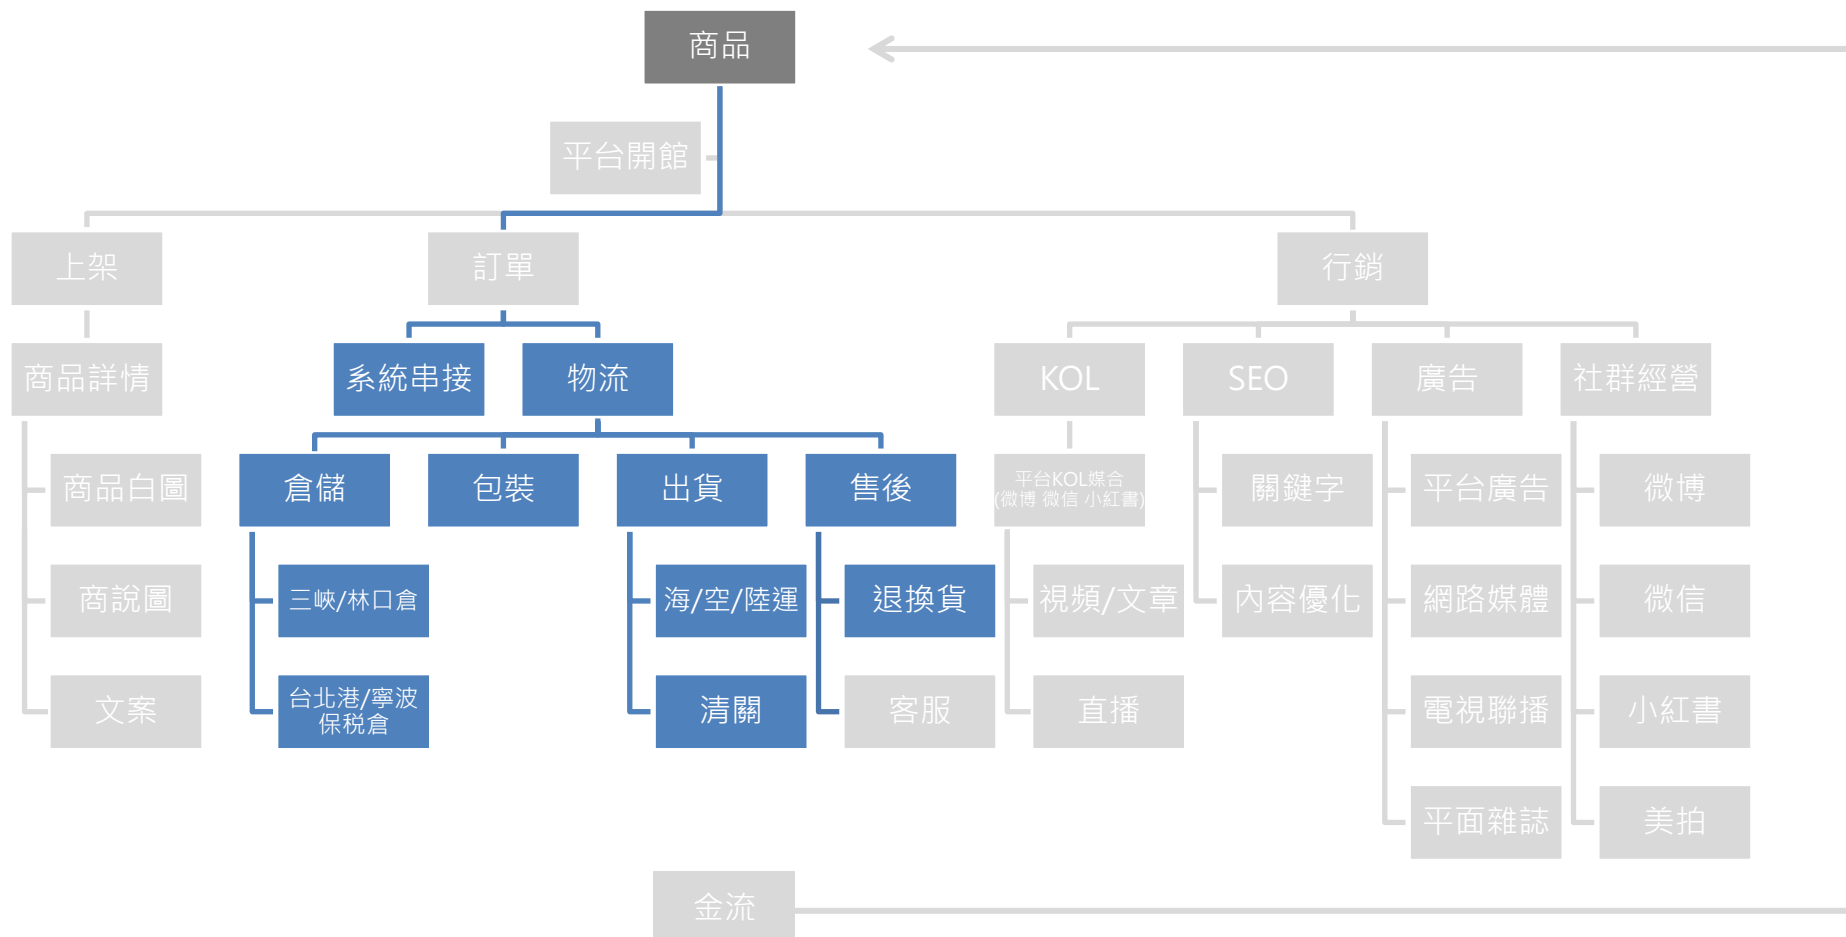 商品
平台開館
上架
訂單
行銷
商品詳情
系統串接
物流
KOL
SEO
廣告
社群經營
商品白圖
倉儲
包裝
出貨
售後
平台KOL媒合
(微博 微信 小紅書)
關鍵字
平台廣告
微博
商說圖
三峽/林口倉
海/空/陸運
退換貨
視頻/文章
內容優化
網路媒體
微信
文案
台北港/寧波
保税倉
清關
客服
直播
電視聯播
小紅書
平面雜誌
美拍
金流